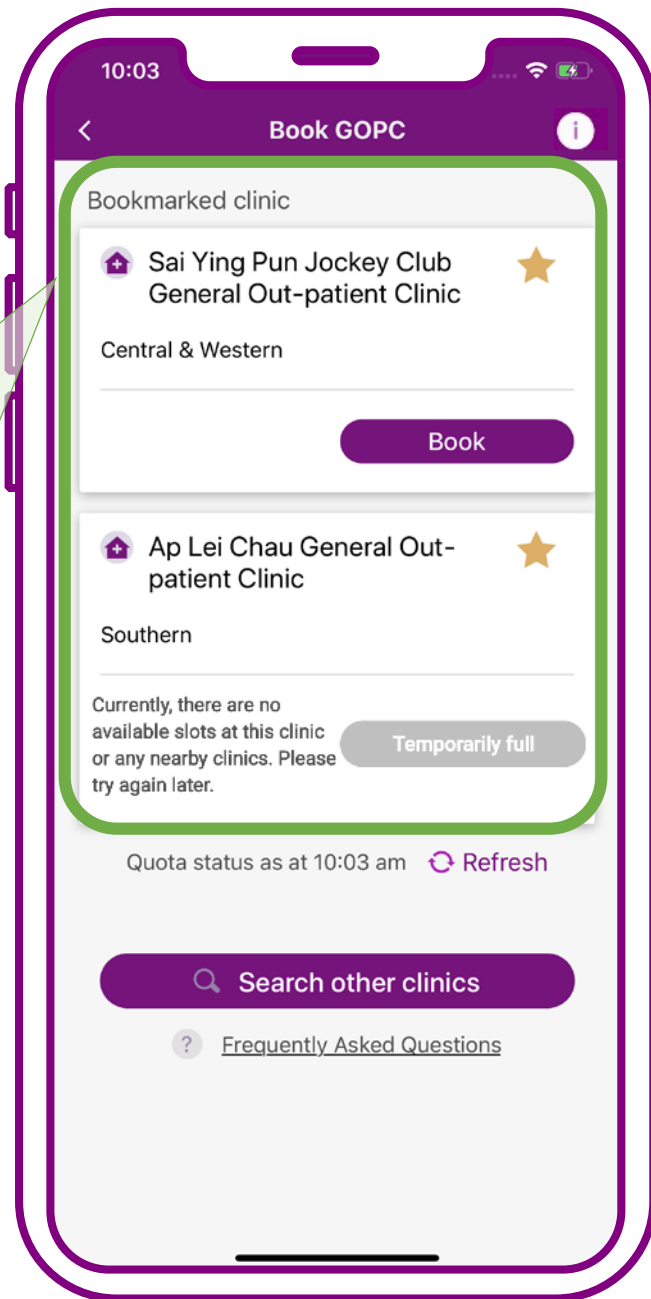 10:03
Book GOPC
i
Bookmarked clinic
Sai Ying Pun Jockey Club
General Out-patient Clinic
Central & Western
Book
Ap Lei Chau General Out-
patient Clinic
Southern
Currently, there are no
available slots at this clinic
or any nearby clinics. Please
try again later.
Temporarily full
Quota status as at 10:03 am Refresh
Search other clinics
? Frequently Asked Questions